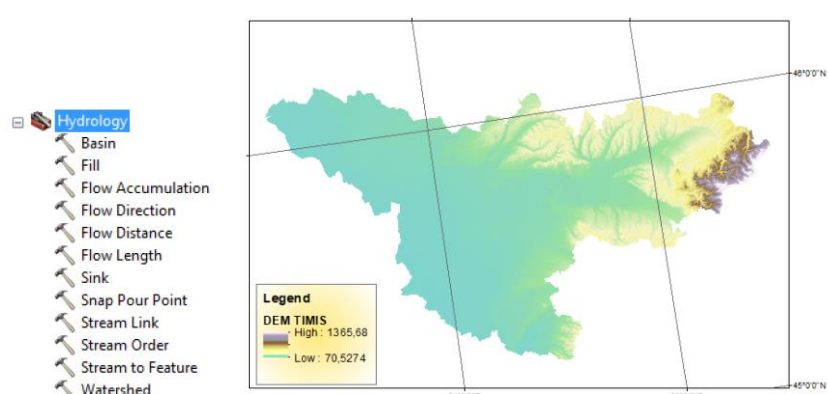 Hydrology
Basin
Fill
Flow Accumulation
Flow Direction
Flow Distance
Flow Length
Sink
Snap Pour Point
Stream Link
Stream Order
Stream to Feature
Watershed
46°0'0"N
Legend
DEM TIMIS
High : 1365,68
Low : 70,5274
45°0'0"N